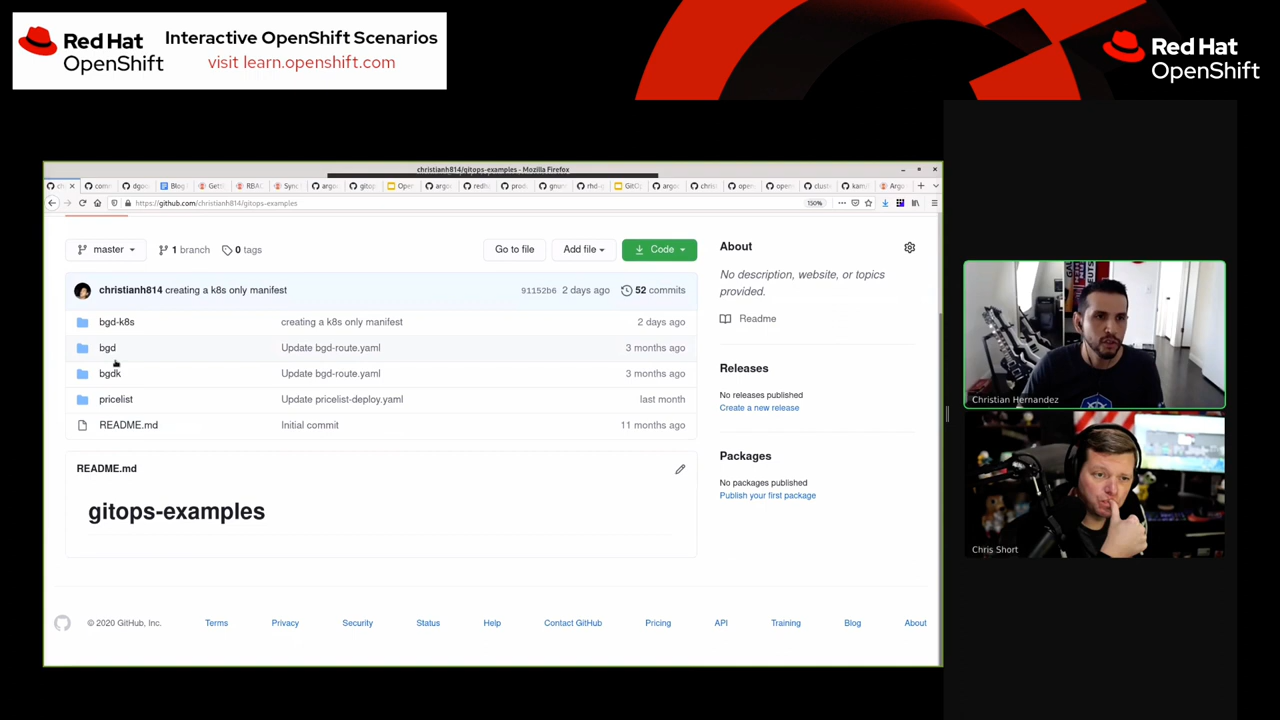 Red Hat
OpenShift
Interactive OpenShift Scenarios
visit learn.openshift.com
Red Hat
OpenShift
christianh814/gitops-examples - Mozilla Firefox
https://github.com/christianh814/gitops-examples
150%
master
1 branch
0 tags
Go to file
Add file
Code
christianh814 creating a k8s only manifest
91152b6 2 days ago
52 commits
bgd-k8s creating a k8s only manifest 2 days ago
bgd Update bgd-route.yaml 3 months ago
bgdk Update bgd-route.yaml 3 months ago
pricelist Update pricelist-deploy.yaml last month
README.md Initial commit 11 months ago
README.md
gitops-examples
About
No description, website, or topics
provided.
Readme
Releases
No releases published
Create a new release
Packages
No packages published
Publish your first package
© 2020 GitHub, Inc.
Terms
Privacy
Security
Status
Help
Contact GitHub
Pricing
API
Training
Blog
About
Christian Hernandez
Chris Short